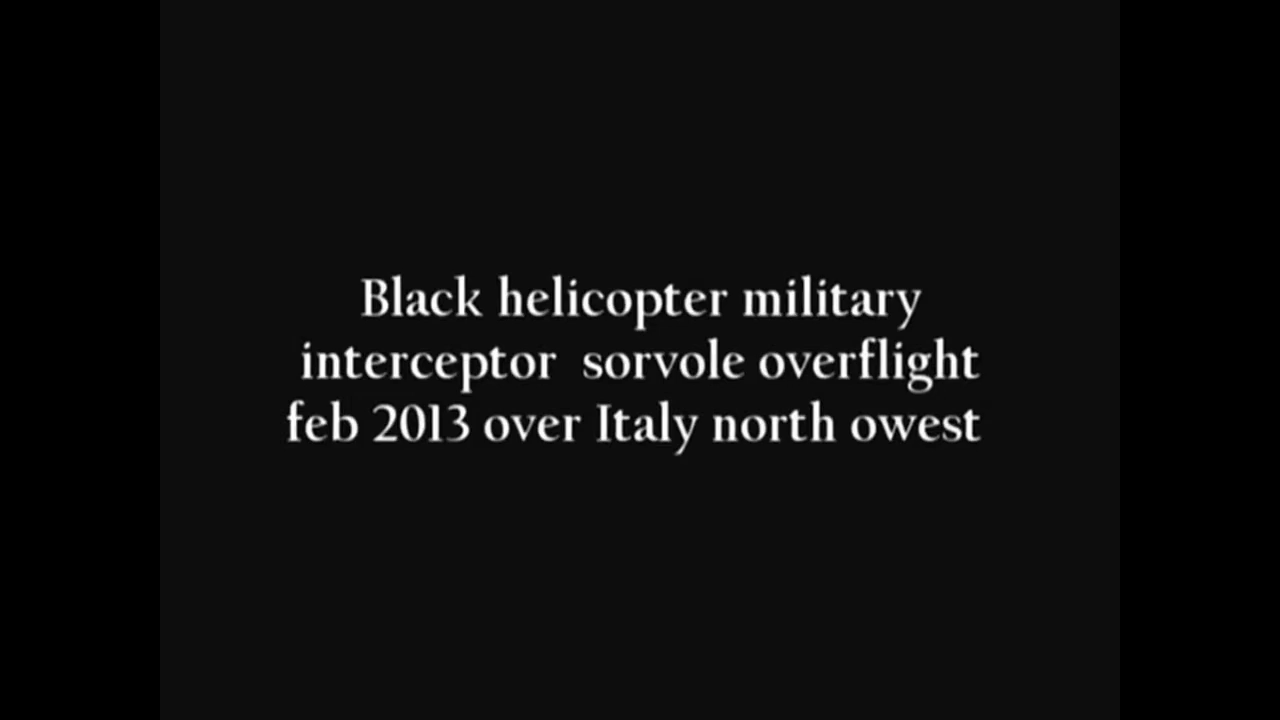 Black helicopter military
interceptor sorvole overflight
feb 2013 over Italy north owest